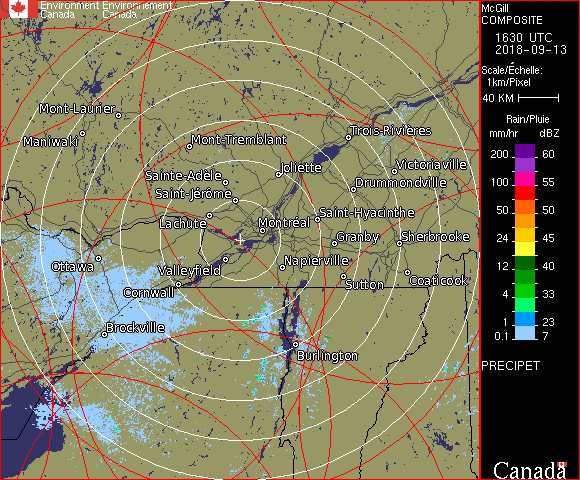 Environment Environnement
Canada Canada
McGill
COMPOSITE
1630 UTC
2018-09-13
Scale/Échelle:
1km/Pixel
40 KM
Rain/Pluie
mm/hr dBZ
200 60
100 55
50 50
24 45
12 40
4 33
1 23
0.1 7
PRECIPET
Canada
Mont-Laurier
Maniwaki
Mont-Tremblant
Trois-Rivières
Sainte-Adèle
Joliette
Victoriaville
Saint-Jérôme
Drummondville
Lachute
Montréal
Saint-Hyacinthe
Granby
Sherbrooke
Ottawa
Valleyfield
Napierville
Cornwall
Sutton
Coaticook
Brockville
Burlington